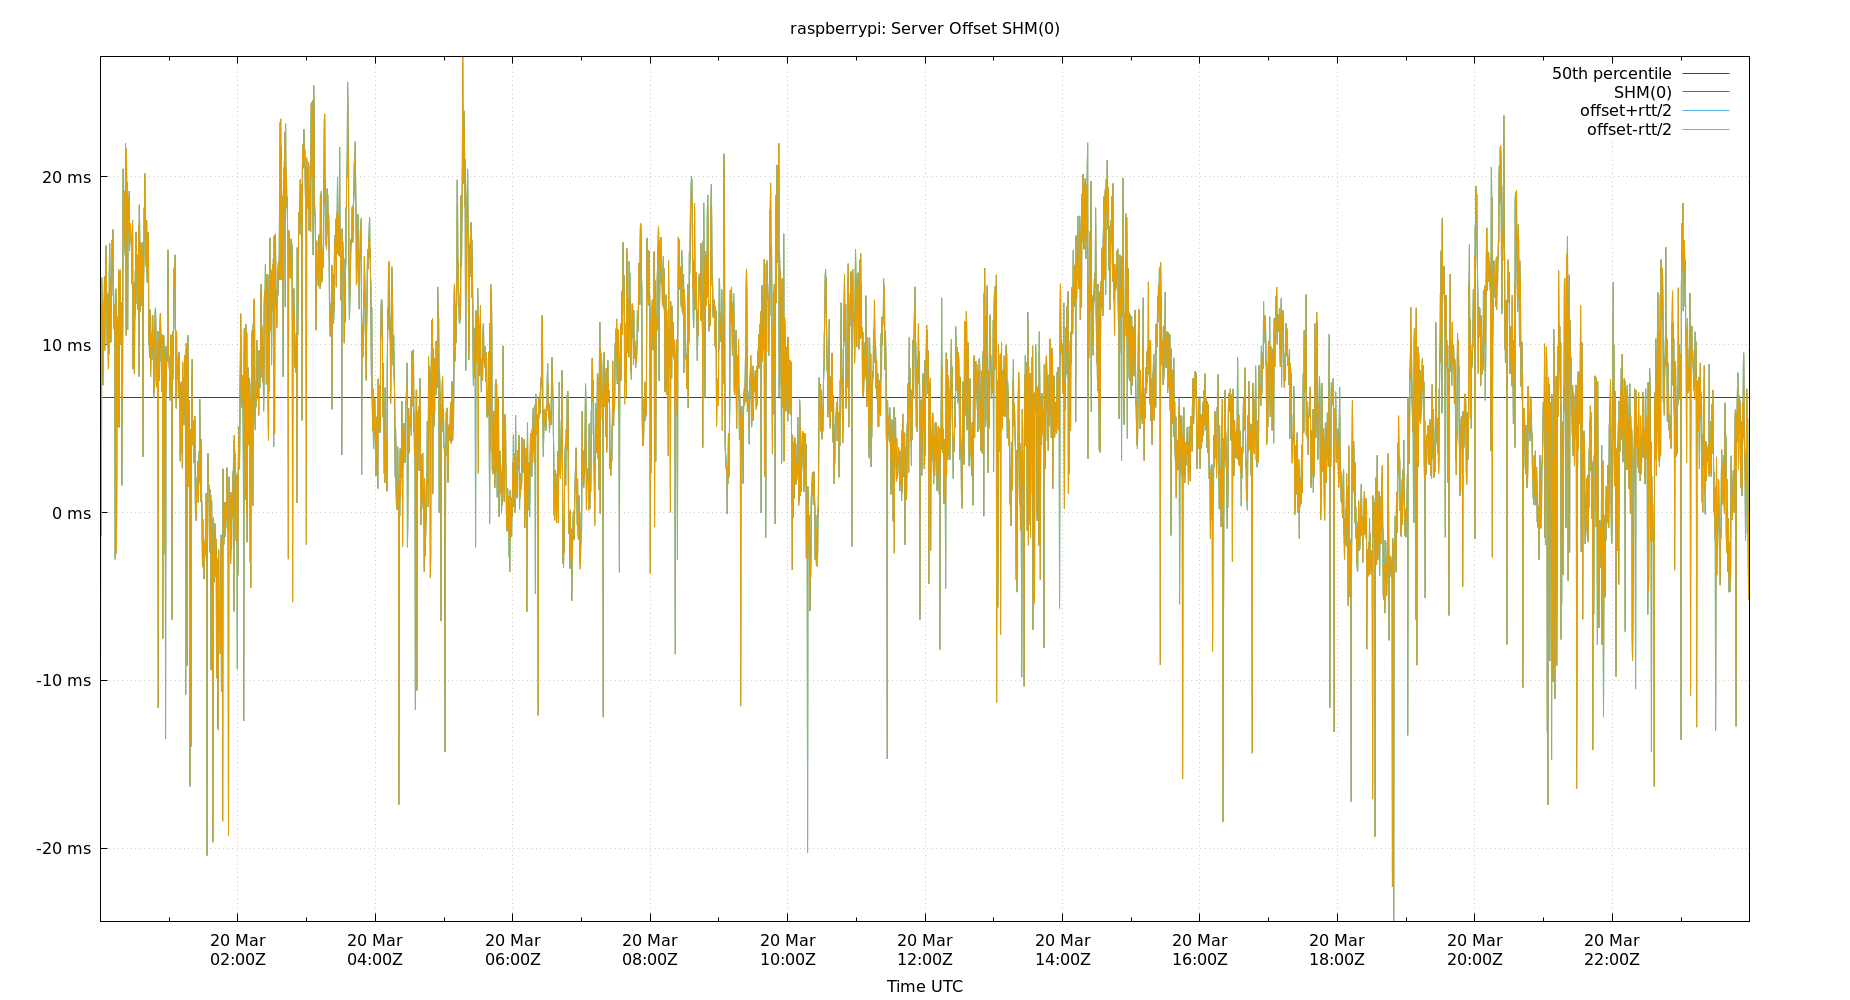 raspberrypi: Server Offset SHM(0)
50th percentile
SHM(0)
offset+rtt/2
offset-rtt/2
20 ms
10 ms
0 ms
-10 ms
-20 ms
20 Mar 20 Mar 20 Mar 20 Mar 20 Mar 20 Mar 20 Mar 20 Mar 20 Mar 20 Mar 20 Mar
02:00Z 04:00Z 06:00Z 08:00Z 10:00Z 12:00Z 14:00Z 16:00Z 18:00Z 20:00Z 22:00Z
Time UTC